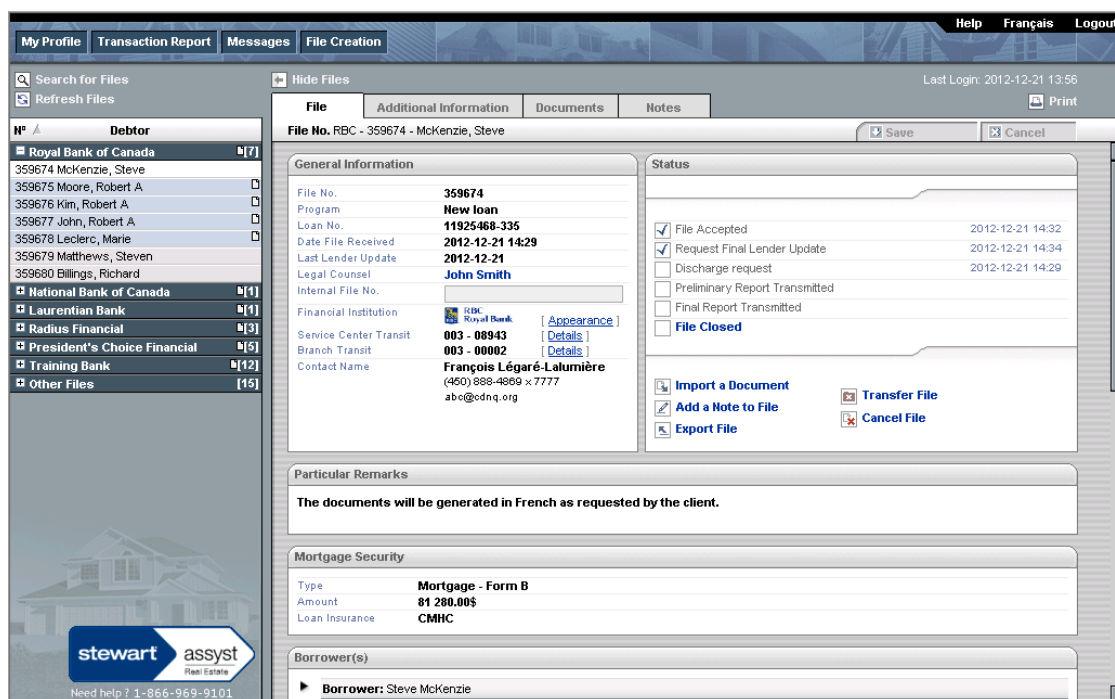 Help Français Logout
My Profile Transaction Report Messages File Creation
Search for Files
Refresh Files
Hide Files
Last Login: 2012-12-21 13:56
Print
File Additional Information Documents Notes
Nº Debtor
File No. RBC - 359674 - McKenzie, Steve
Save Cancel
Royal Bank of Canada [7]
359674 McKenzie, Steve
359675 Moore, Robert A
359676 Kim, Robert A
359677 John, Robert A
359678 Leclerc, Marie
359679 Matthews, Steven
359680 Billings, Richard
National Bank of Canada [1]
Laurentian Bank [1]
Radius Financial [3]
President's Choice Financial [5]
Training Bank [12]
Other Files [15]
General Information
File No. 359674
Program New loan
Loan No. 11925468-335
Date File Received 2012-12-21 14:29
Last Lender Update 2012-12-21
Legal Counsel John Smith
Internal File No.
Financial Institution RBC Royal Bank [ Appearance ]
Service Center Transit 003 - 08943 [ Details ]
Branch Transit 003 - 00002 [ Details ]
Contact Name François Légaré-Lalumière
(450) 888-4869 x 7777
abc@cdnq.org
Status
File Accepted 2012-12-21 14:32
Request Final Lender Update 2012-12-21 14:34
Discharge request 2012-12-21 14:29
Preliminary Report Transmitted
Final Report Transmitted
File Closed
Import a Document
Add a Note to File
Export File
Transfer File
Cancel File
Particular Remarks
The documents will be generated in French as requested by the client.
Mortgage Security
Type Mortgage - Form B
Amount 81 280.00$
Loan Insurance CMHC
Borrower(s)
Borrower: Steve McKenzie
stewart assyst
Real Estate
Need help ? 1-866-969-9101